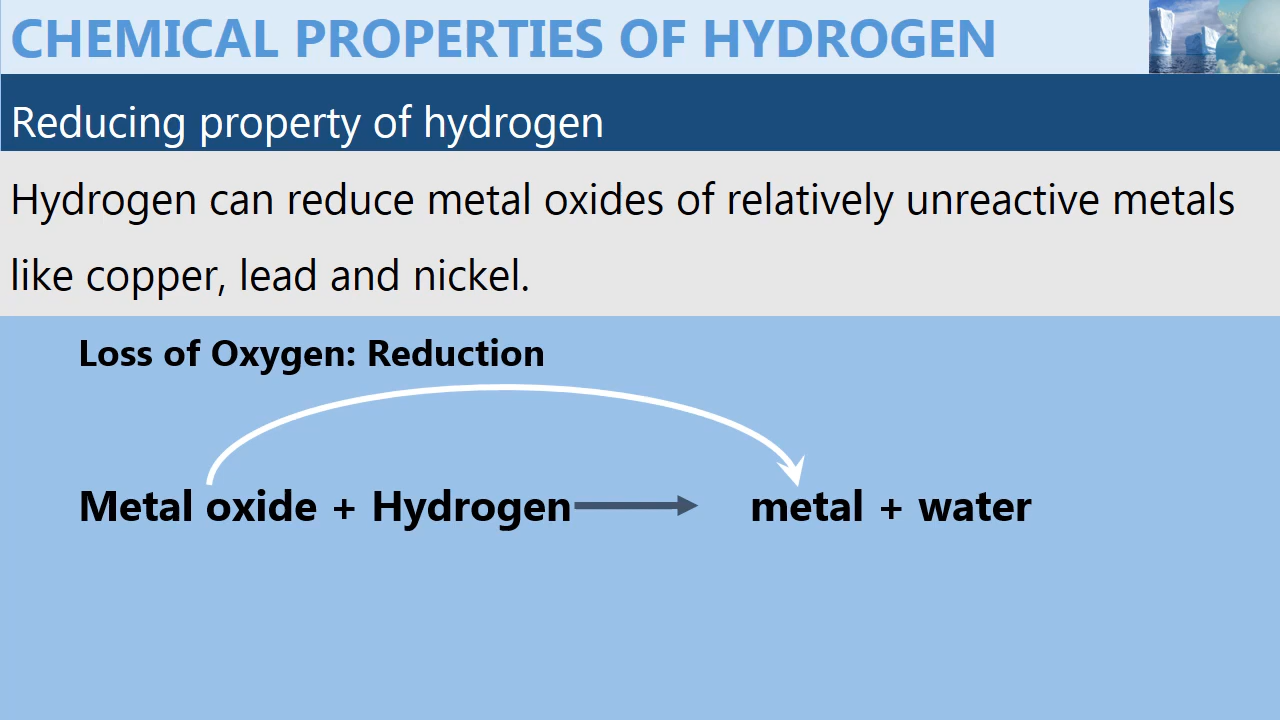 CHEMICAL PROPERTIES OF HYDROGEN
Reducing property of hydrogen
Hydrogen can reduce metal oxides of relatively unreactive metals
like copper, lead and nickel.
Loss of Oxygen: Reduction
Metal oxide + Hydrogen metal + water